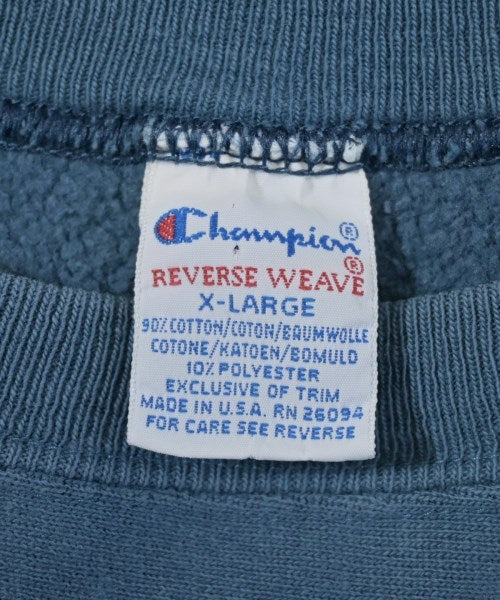 Champion®
REVERSE WEAVE®
X-LARGE
90% COTTON/COTON/BAUMWOLLE
COTONE/KATOEN/BOMULD
10% POLYESTER
EXCLUSIVE OF TRIM
MADE IN U.S.A. RN 26094
FOR CARE SEE REVERSE